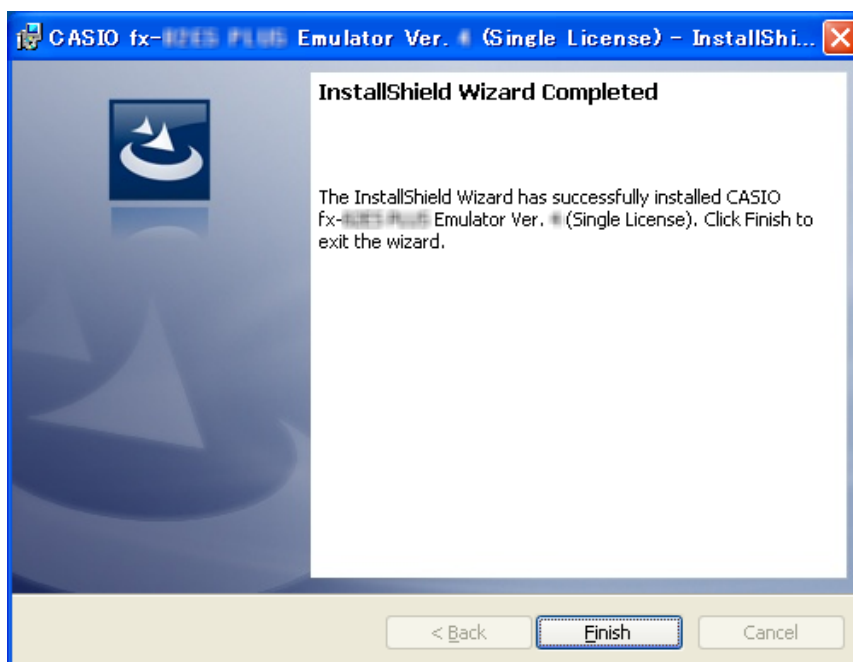 CASIO fx- Emulator Ver. (Single License) - InstallShi...
InstallShield Wizard Completed
The InstallShield Wizard has successfully installed CASIO
fx- Emulator Ver. (Single License). Click Finish to
exit the wizard.
< Back
Finish
Cancel